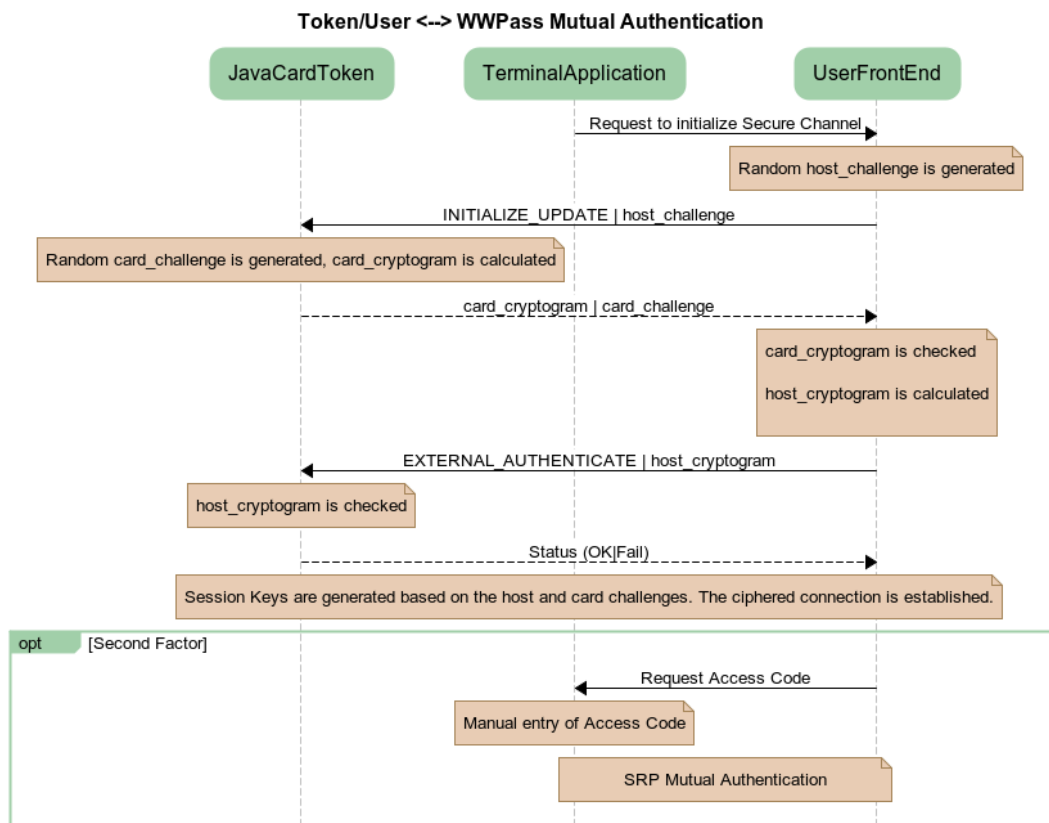 Token/User <--> WWPass Mutual Authentication
JavaCardToken
TerminalApplication
UserFrontEnd
Request to initialize Secure Channel
Random host_challenge is generated
INITIALIZE_UPDATE | host_challenge
Random card_challenge is generated, card_cryptogram is calculated
card_cryptogram | card_challenge
card_cryptogram is checked
host_cryptogram is calculated
EXTERNAL_AUTHENTICATE | host_cryptogram
host_cryptogram is checked
Status (OK|Fail)
Session Keys are generated based on the host and card challenges. The ciphered connection is established.
opt
[Second Factor]
Request Access Code
Manual entry of Access Code
SRP Mutual Authentication